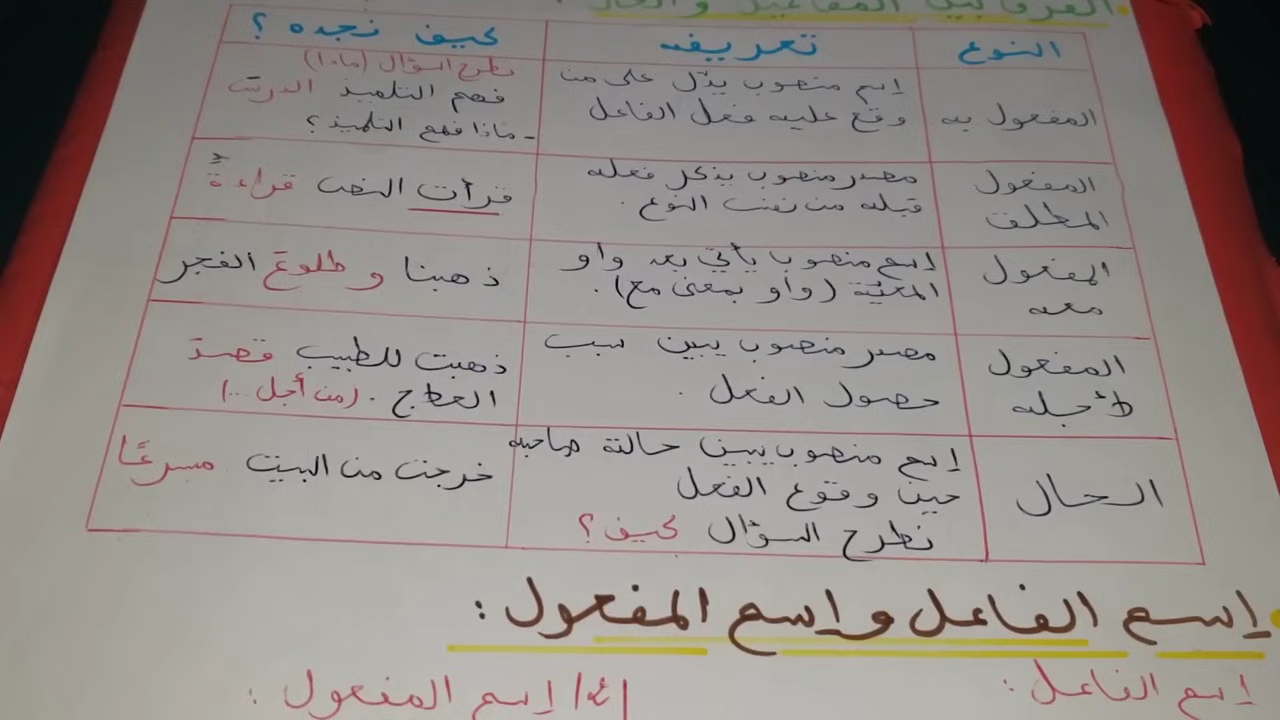 الفرق بين المفاعيل والحال
النوع
تعريفه
كيف نجده ؟
المفعول به
إسم منصوب يدّل على من
وقع عليه فعل الفاعل
نطرح السؤال (ماذا)
فهم التلميذ الدرس
- ماذا فهم التلميذ؟
المفعول
المطلق
مصدر منصوب يذكر فعله
قبله من نفس النوع .
قرأت النص قراءةً
المفعول
معه
إسم منصوب يأتي بعد واو
المعيّة (واو بمعنى مع) .
ذهبنا و طلوعَ الفجر
المفعول
لأجله
مصدر منصوب يبين سبب
حصول الفعل .
ذهبت للطبيب قصدَ
العلاج . (من أجل ..)
الحال
إسم منصوب يبين حالة صاحبه
حين وقوع الفعل
نطرح السؤال كيف؟
خرجت من البيت مسرعًا
إسم الفاعل و إسم المفعول :
إسم الفاعل :
إسم المفعول :